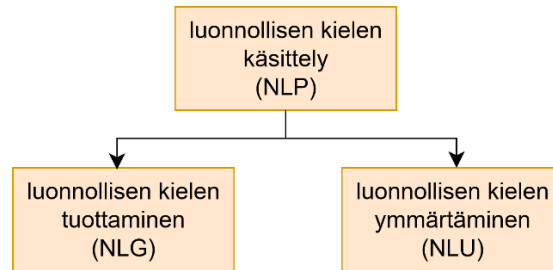 luonnollisen kielen
käsittely
(NLP)
luonnollisen kielen
tuottaminen
(NLG)
luonnollisen kielen
ymmärtäminen
(NLU)